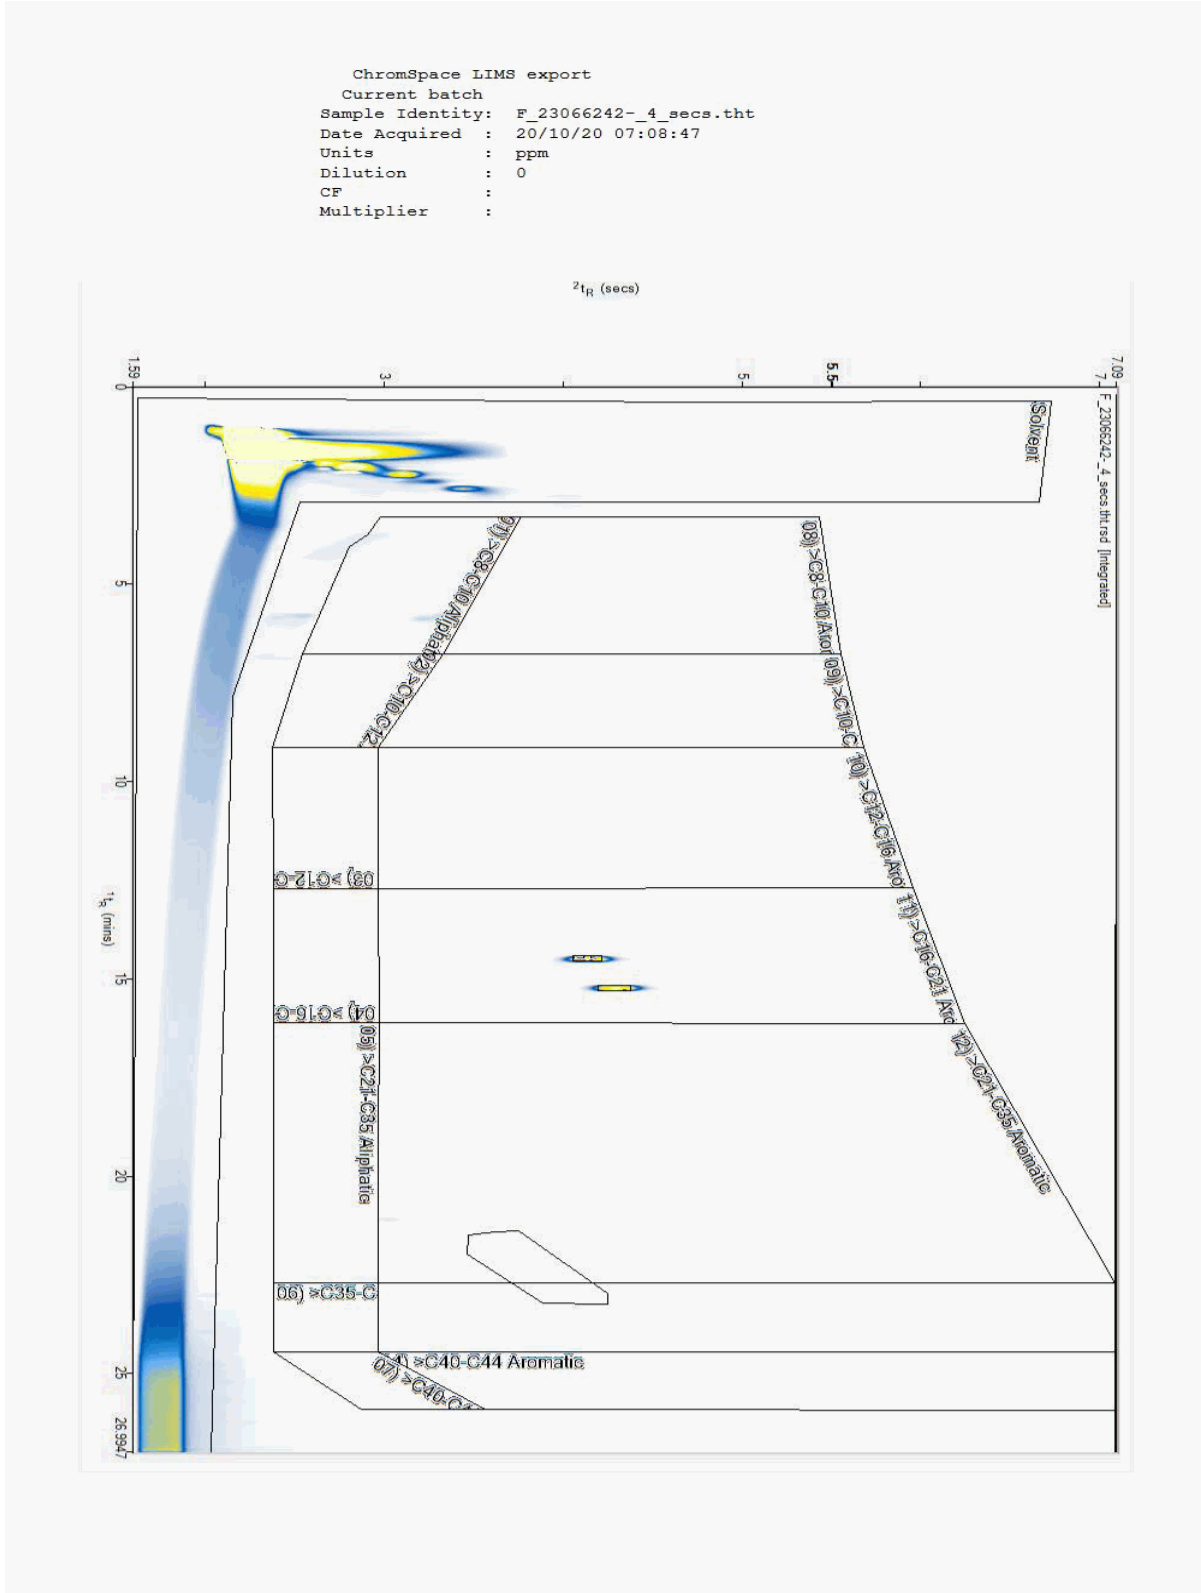 ChromSpace LIMS export
Current batch
Sample Identity: F_23066242-_4_secs.tht
Date Acquired : 20/10/20 07:08:47
Units : ppm
Dilution : 0
CF :
Multiplier :
²tR (secs)
1.59
3
5
5.5
7
7.09
F_23066242-_4_secs.tht.rsd [Integrated]
0
5
10
15
20
25
26.9947
¹tR (mins)
Solvent
01) >C8-C10 Aliphat
02) >C10-C12
08) >C8-C10 Aror
09) >C10-C
10) >C12-C16 Aro
03) >C12-C
11) >C16-C21 Aro
04) >C16-C
05) >C21-C35 Aliphatic
12) >C21-C35 Aromatic
06) >C35-C
4) >C40-C44 Aromatic
07) >C40-C4